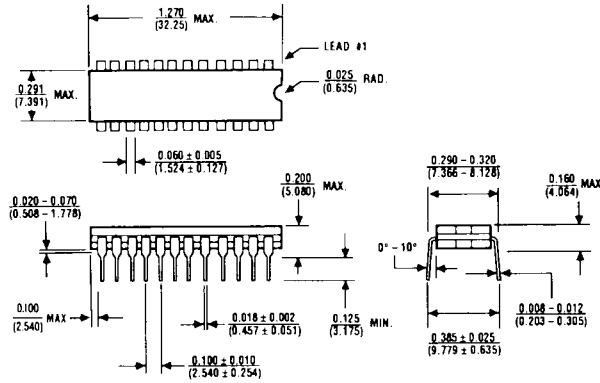 1.270
(32.25) MAX.
LEAD #1
0.291
(7.391) MAX.
0.025
(0.635) RAD.
0.060 ± 0.005
(1.524 ± 0.127)
0.020 – 0.070
(0.508 – 1.778)
0.200
(5.080) MAX.
0.290 – 0.320
(7.366 – 8.128)
0.160
(4.064) MAX
0° – 10°
0.100
(2.540) MAX
0.018 ± 0.002
(0.457 ± 0.051)
0.125
(3.175) MIN.
0.008 – 0.012
(0.203 – 0.305)
0.100 ± 0.010
(2.540 ± 0.254)
0.385 ± 0.025
(9.779 ± 0.635)